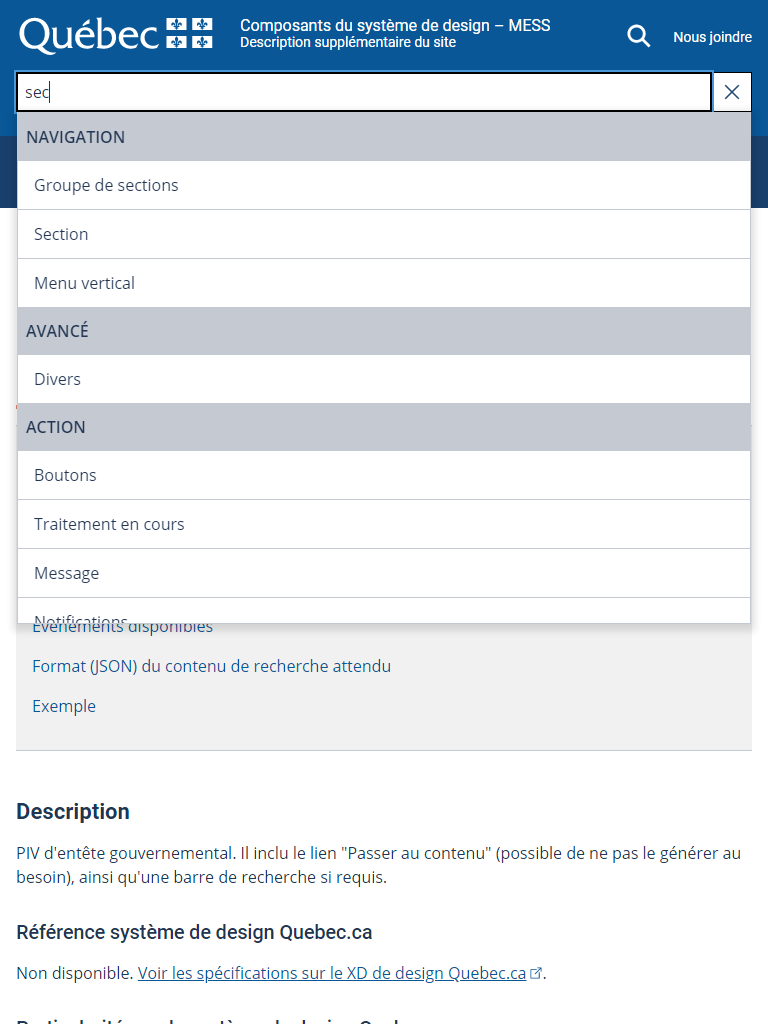 Québec
Composants du système de design – MESS
Description supplémentaire du site
Nous joindre
sec
NAVIGATION
Groupe de sections
Section
Menu vertical
AVANCÉ
Divers
ACTION
Boutons
Traitement en cours
Message
Notifications
Événements disponibles
Format (JSON) du contenu de recherche attendu
Exemple
Description
PIV d'entête gouvernemental. Il inclu le lien "Passer au contenu" (possible de ne pas le générer au
besoin), ainsi qu'une barre de recherche si requis.
Référence système de design Quebec.ca
Non disponible. Voir les spécifications sur le XD de design Quebec.ca.